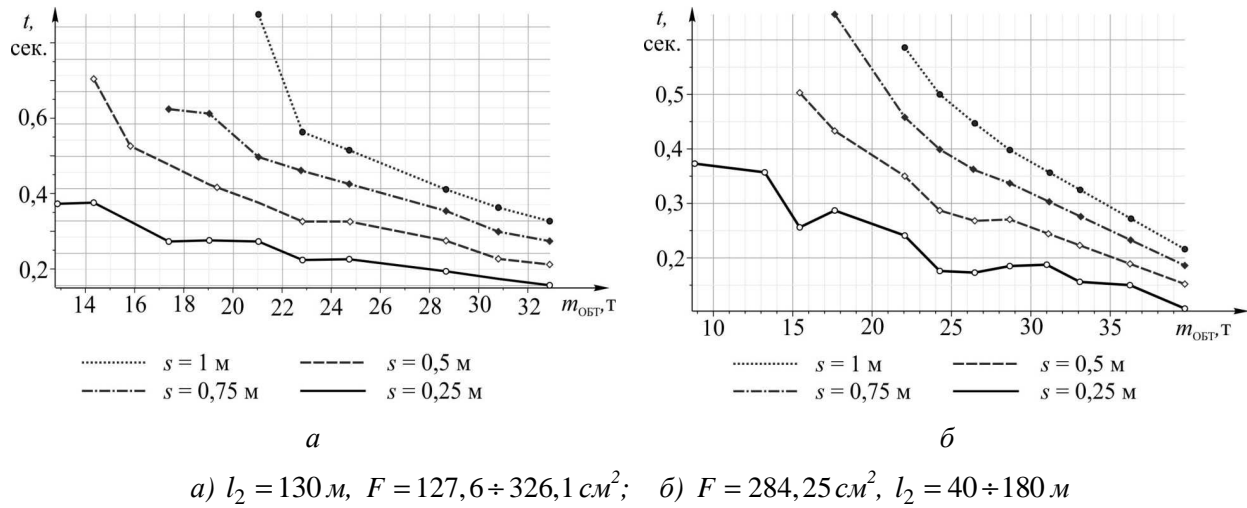 t,
сек.
0,6
0,4
0,2
14 16 18 20 22 24 26 28 30 32 mОБТ,т
s = 1 м s = 0,5 м
s = 0,75 м s = 0,25 м
а
t,
сек.
0,5
0,4
0,3
0,2
10 15 20 25 30 35 mОБТ,т
s = 1 м s = 0,5 м
s = 0,75 м s = 0,25 м
б
а) l₂ = 130 м, F = 127,6 ÷ 326,1 см²; б) F = 284,25 см², l₂ = 40 ÷ 180 м